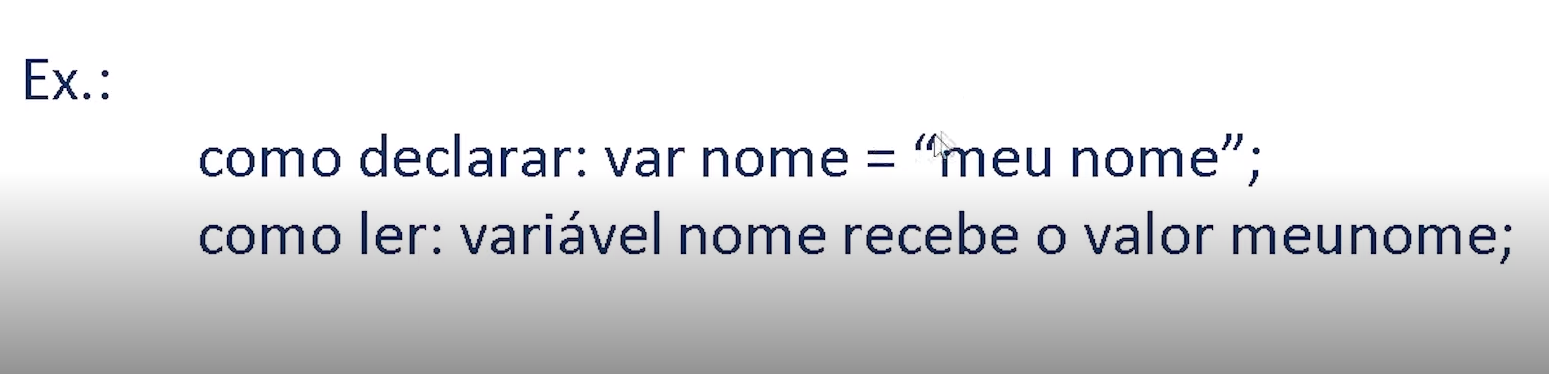 Ex.:
como declarar: var nome = “meu nome”;
como ler: variável nome recebe o valor meunome;